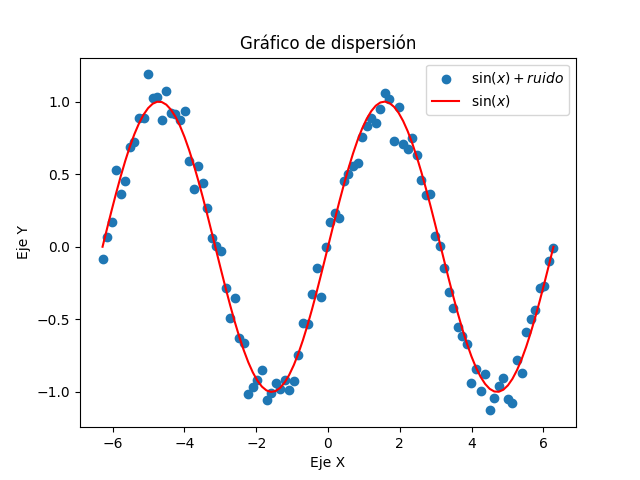 Gráfico de dispersión
sin(x) + ruido
sin(x)
Eje Y
1.0
0.5
0.0
−0.5
−1.0
−6
−4
−2
0
2
4
6
Eje X